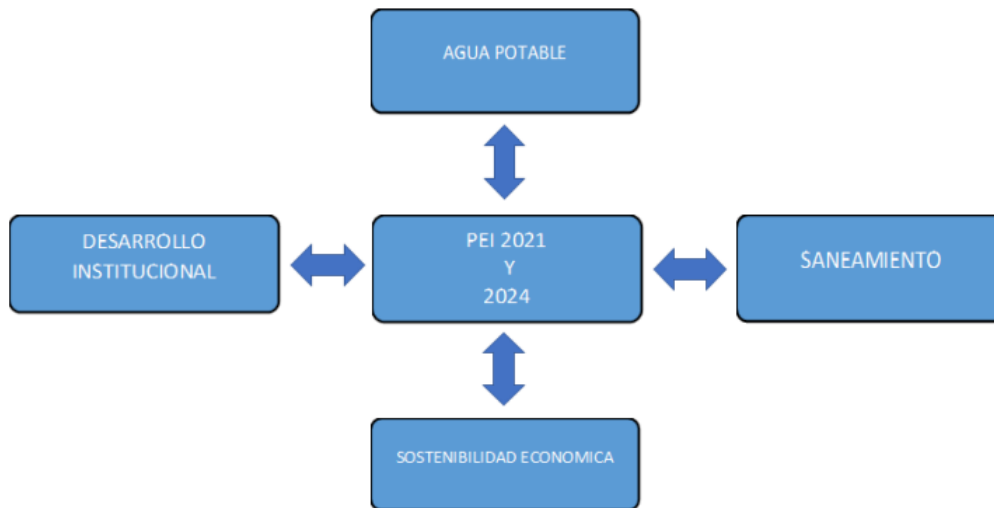 AGUA POTABLE
DESARROLLO
INSTITUCIONAL
PEI 2021
Y
2024
SANEAMIENTO
SOSTENIBILIDAD ECONOMICA